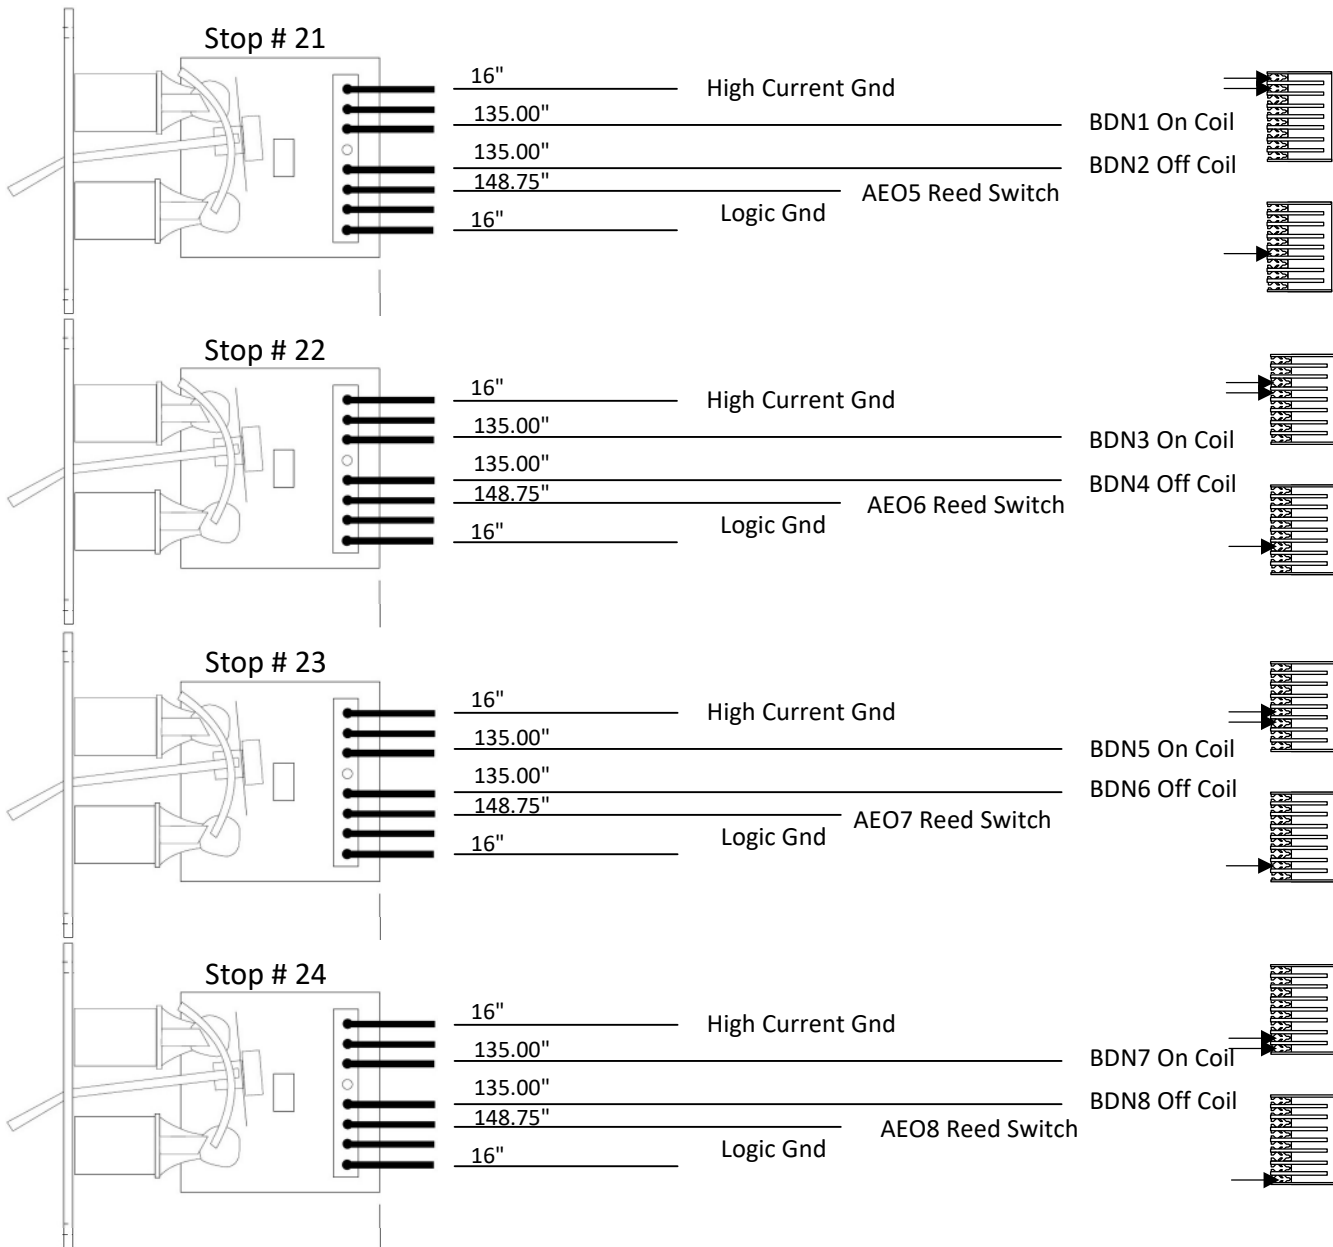 Stop # 21
16"
High Current Gnd
135.00"
BDN1 On Coil
135.00"
BDN2 Off Coil
148.75"
AEO5 Reed Switch
Logic Gnd
16"
Stop # 22
16"
High Current Gnd
135.00"
BDN3 On Coil
135.00"
BDN4 Off Coil
148.75"
AEO6 Reed Switch
Logic Gnd
16"
Stop # 23
16"
High Current Gnd
135.00"
BDN5 On Coil
135.00"
BDN6 Off Coil
148.75"
AEO7 Reed Switch
Logic Gnd
16"
Stop # 24
16"
High Current Gnd
135.00"
BDN7 On Coil
135.00"
BDN8 Off Coil
148.75"
AEO8 Reed Switch
Logic Gnd
16"